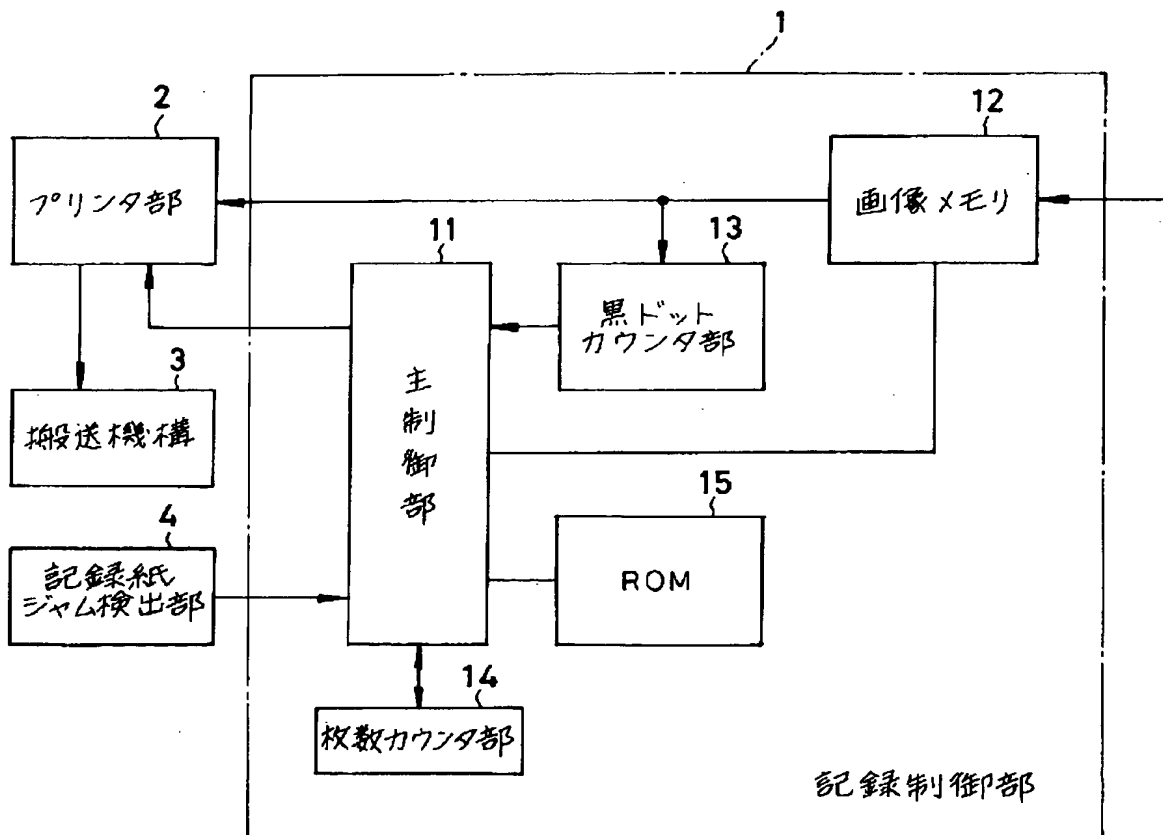 1
2
プリンタ部
12
画像メモリ
11
13
黒ドット
カウンタ部
3
搬送機構
主制御部
4
記録紙
ジャム検出部
15
ROM
14
枚数カウンタ部
記録制御部